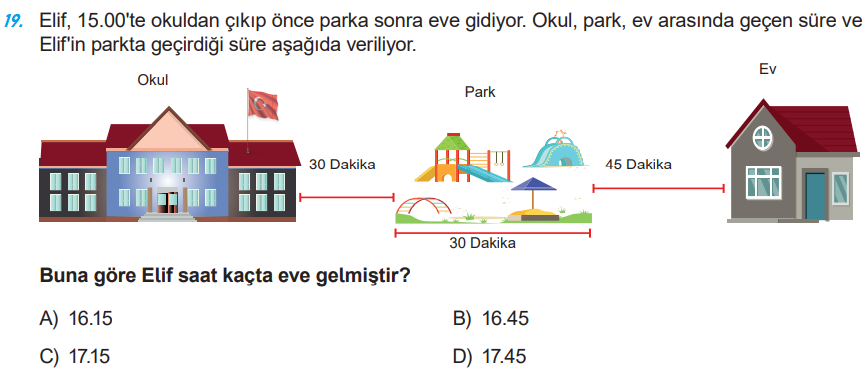 19. Elif, 15.00'te okuldan çıkıp önce parka sonra eve gidiyor. Okul, park, ev arasında geçen süre ve
Elif'in parkta geçirdiği süre aşağıda veriliyor.
Okul
Park
Ev
30 Dakika
45 Dakika
30 Dakika
Buna göre Elif saat kaçta eve gelmiştir?
A) 16.15
B) 16.45
C) 17.15
D) 17.45